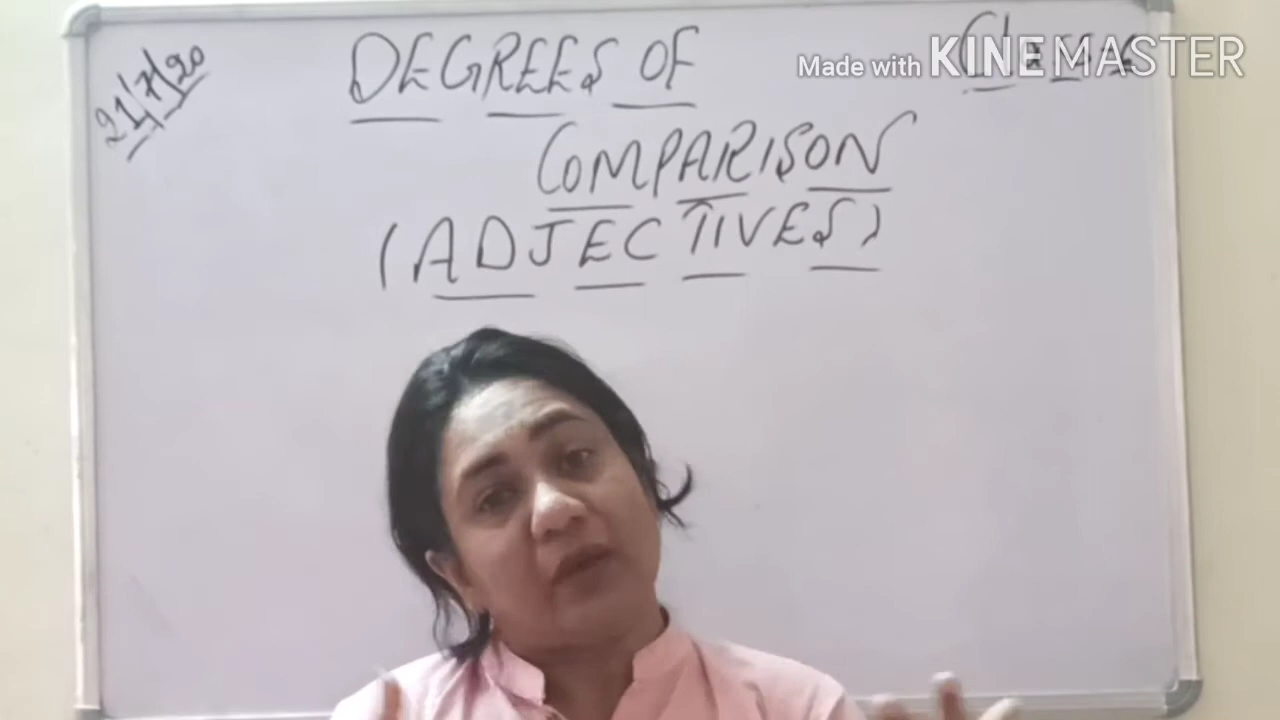 21/7/20
DEGREES OF
COMPARISON
(ADJECTIVES)
Made with KINEMASTER